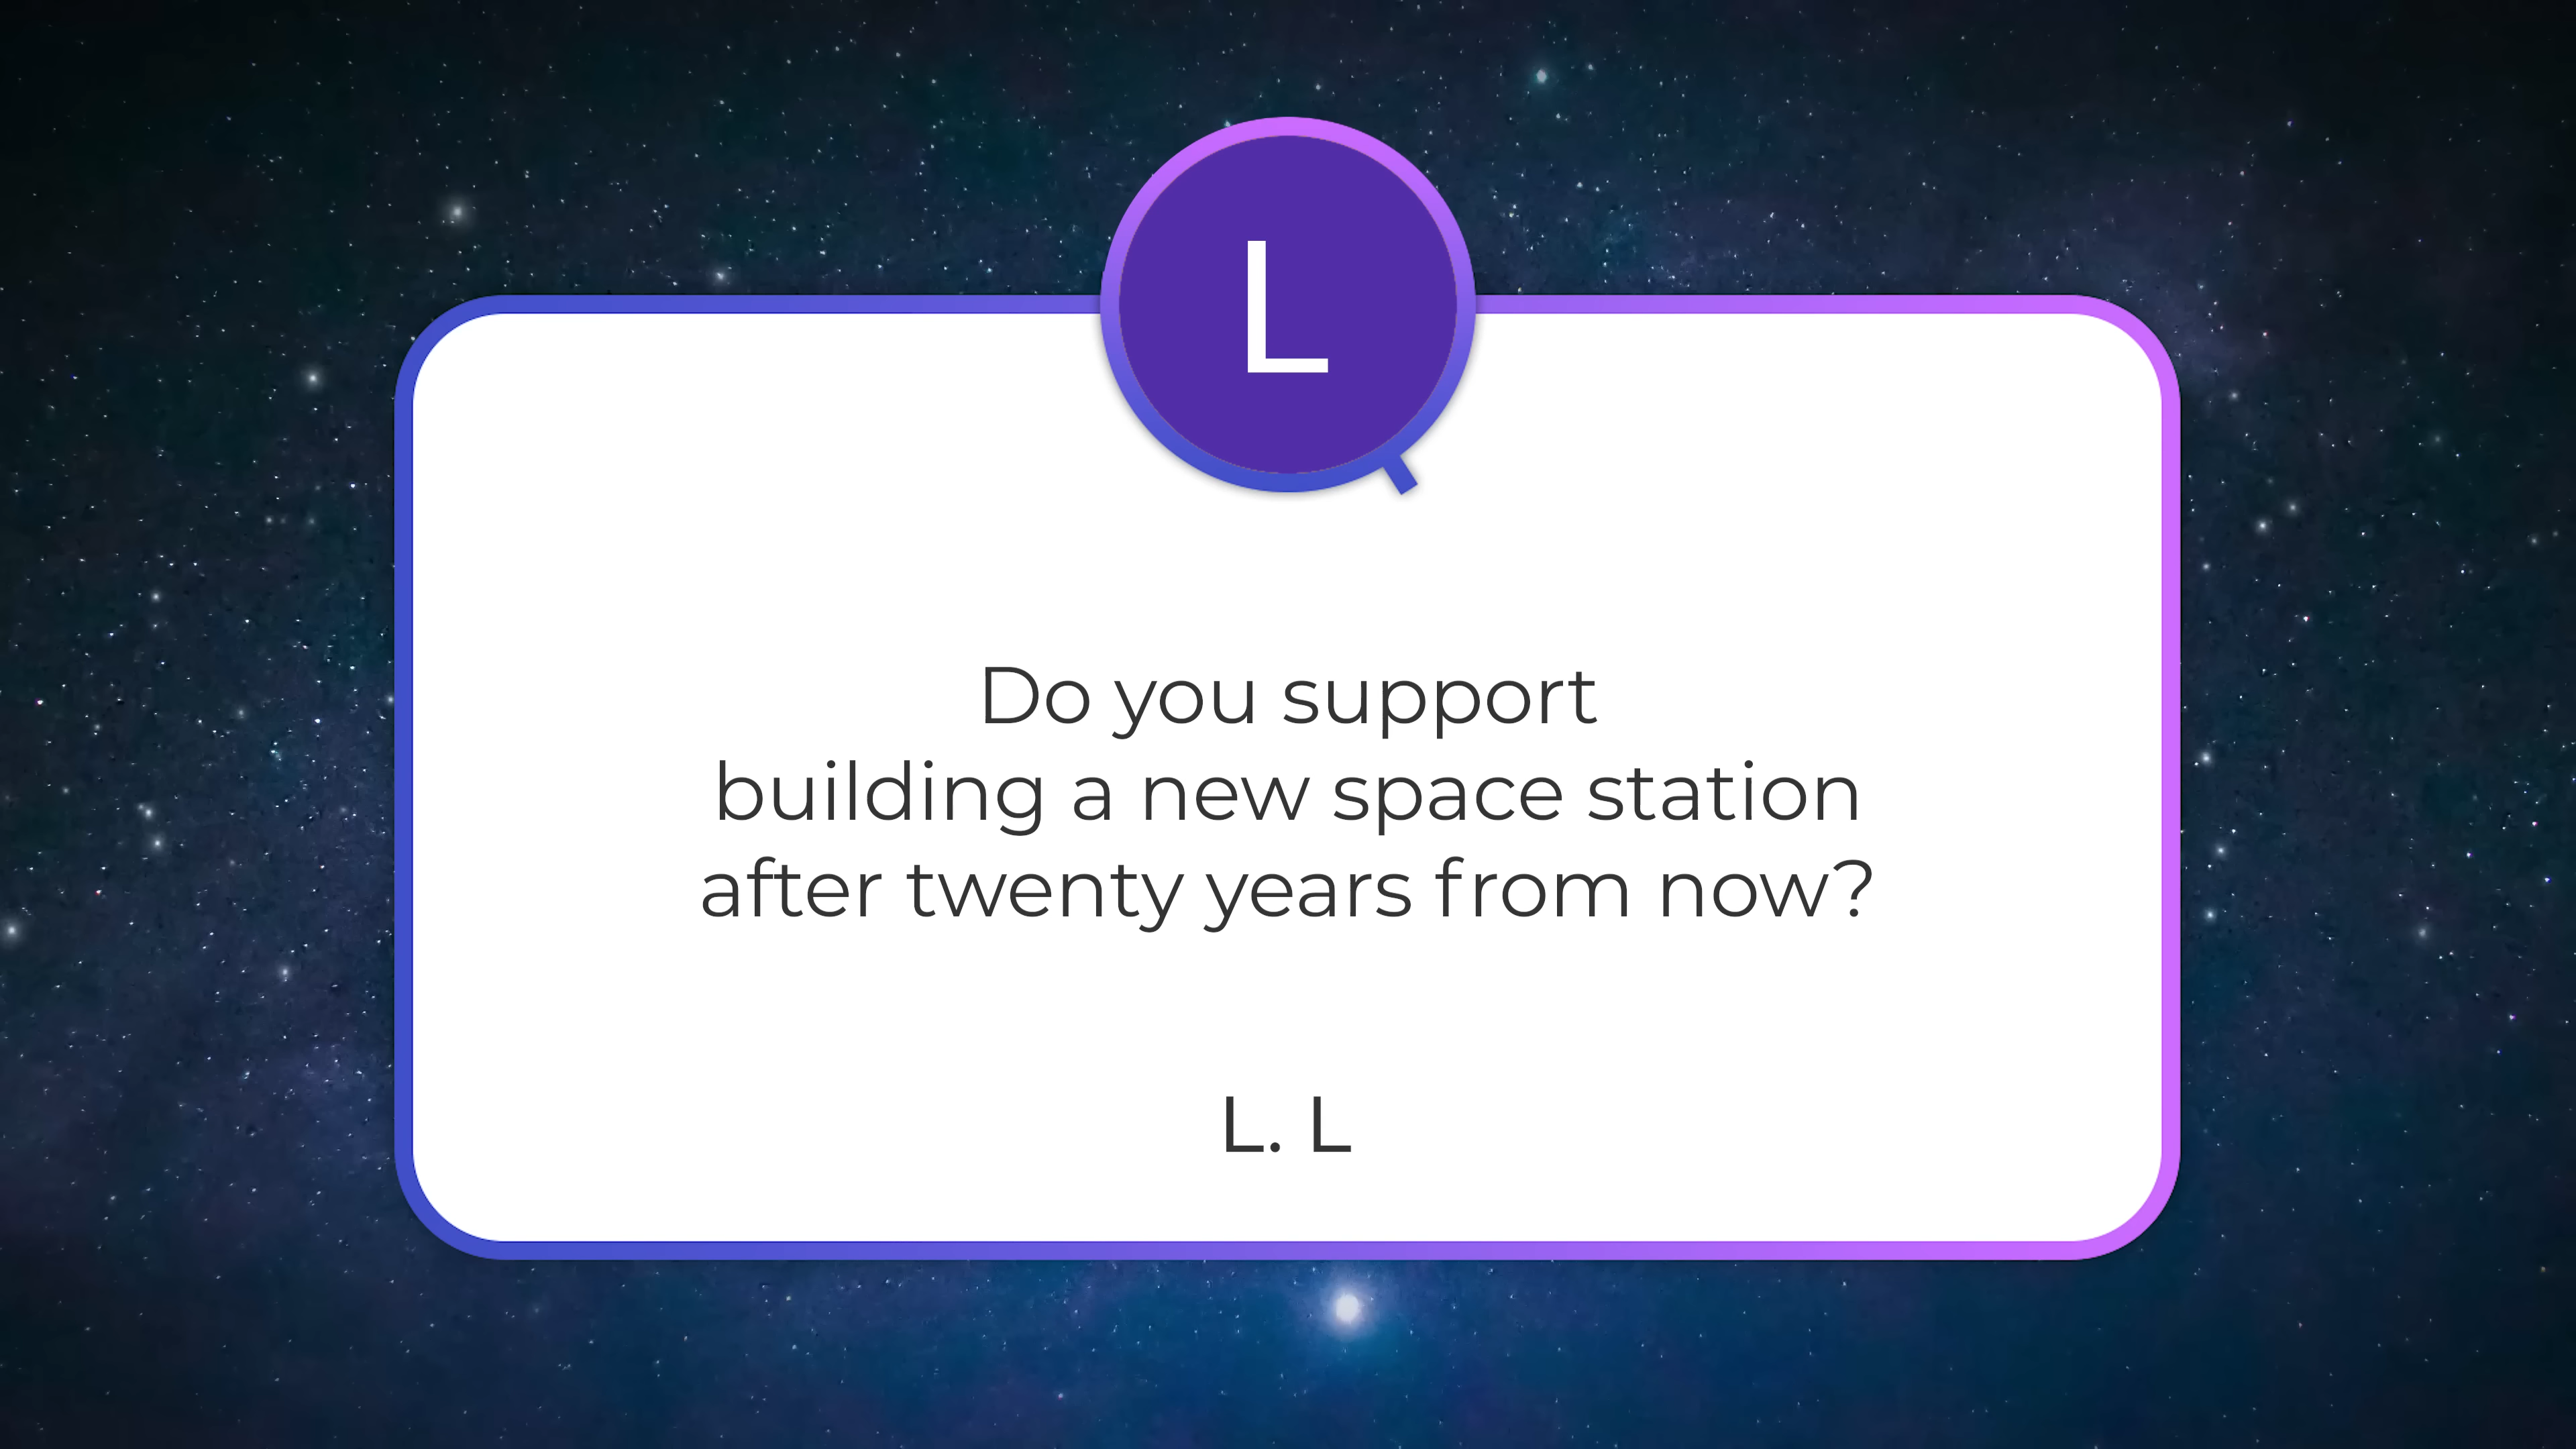 L
Do you support
building a new space station
after twenty years from now?
L. L